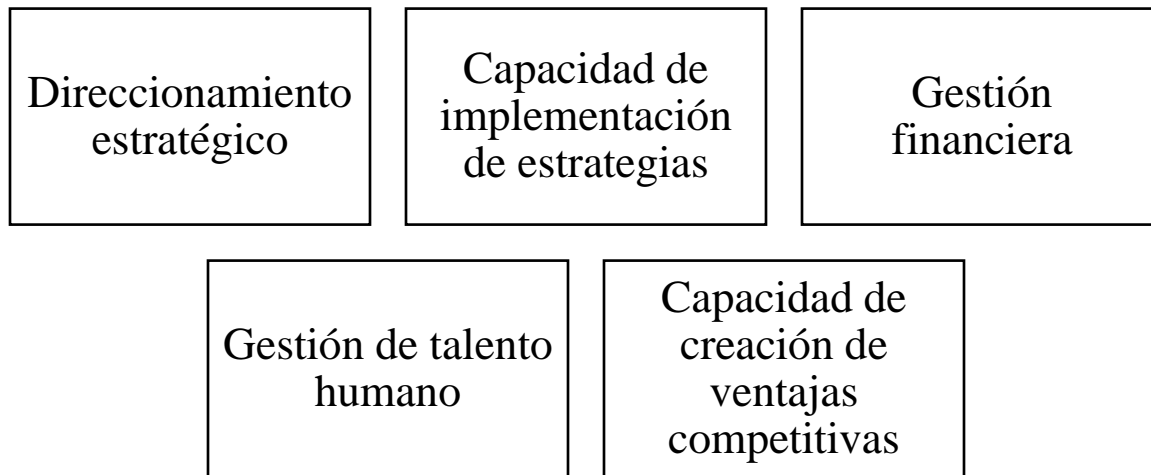 Direccionamiento
estratégico
Capacidad de
implementación
de estrategias
Gestión
financiera
Gestión de talento
humano
Capacidad de
creación de
ventajas
competitivas